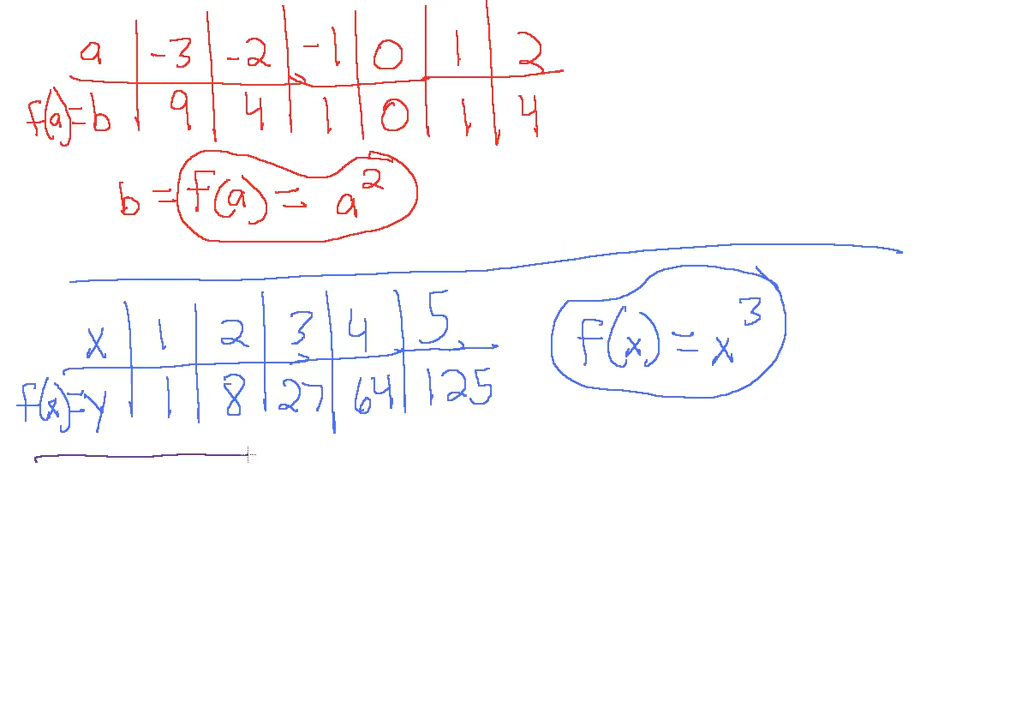 a -3 -2 -1 0 1 2
f(a)=b 9 4 1 0 1 4
b = f(a) = a²
x 1 2 3 4 5
f(x) = x³
f(x)=y 1 8 27 64 125